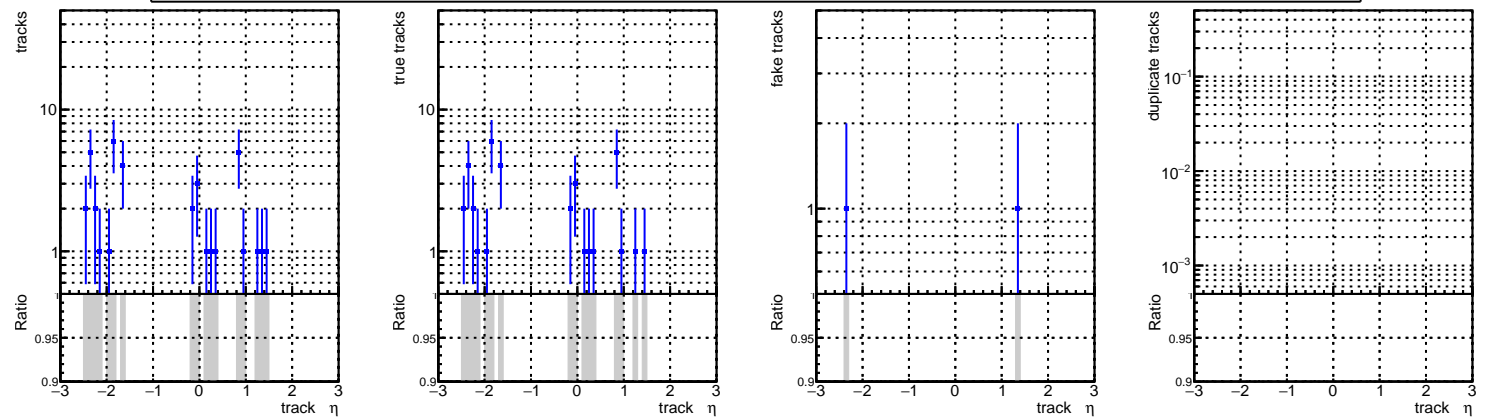 tracks
10
1
Ratio
1
0.95
0.9
−3 −2 −1 0 1 2 3
track η
true tracks
10
1
Ratio
1
0.95
0.9
−3 −2 −1 0 1 2 3
track η
fake tracks
1
Ratio
1
0.95
0.9
−3 −2 −1 0 1 2 3
track η
duplicate tracks
10⁻¹
10⁻²
10⁻³
Ratio
1
0.95
0.9
−3 −2 −1 0 1 2 3
track η